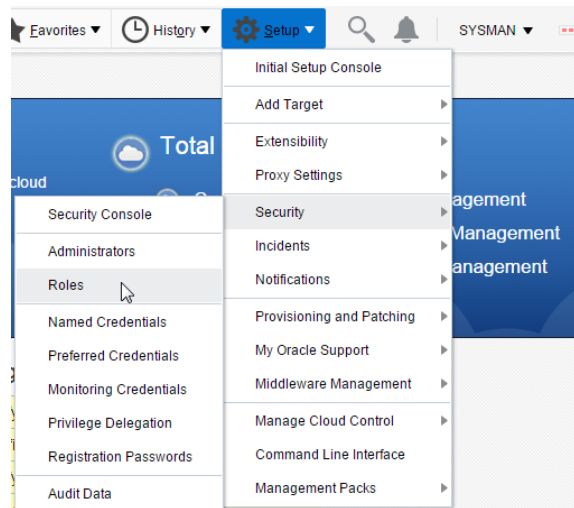 Favorites ▼ History ▼ Setup ▼ SYSMAN ▼
Initial Setup Console
Add Target
Extensibility
Proxy Settings
Security
Incidents
Notifications
Provisioning and Patching
My Oracle Support
Middleware Management
Manage Cloud Control
Command Line Interface
Management Packs
Security Console
Administrators
Roles
Named Credentials
Preferred Credentials
Monitoring Credentials
Privilege Delegation
Registration Passwords
Audit Data
Total
cloud
agement
Management
anagement